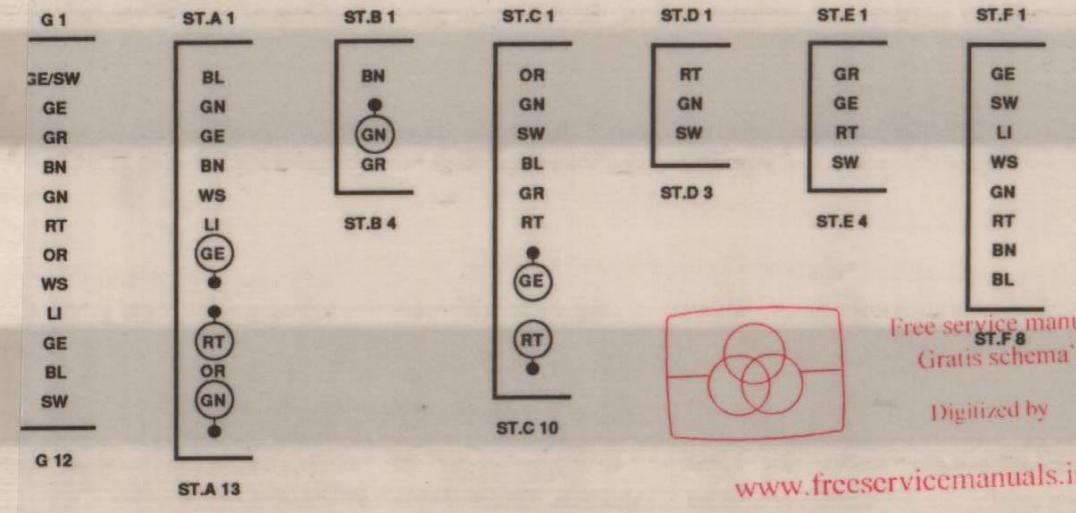 G 1
GE/SW
GE
GR
BN
GN
RT
OR
WS
LI
GE
BL
SW
G 12
ST.A 1
BL
GN
GE
BN
WS
LI
GE
RT
OR
GN
ST.A 13
ST.B 1
BN
GN
GR
ST.B 4
ST.C 1
OR
GN
SW
BL
GR
RT
GE
RT
ST.C 10
ST.D 1
RT
GN
SW
ST.D 3
ST.E 1
GR
GE
RT
SW
ST.E 4
ST.F 1
GE
SW
LI
WS
GN
RT
BN
BL
ST.F 8
Free service manu
Gratis schema'
Digitized by
www.freeservicemanuals.i